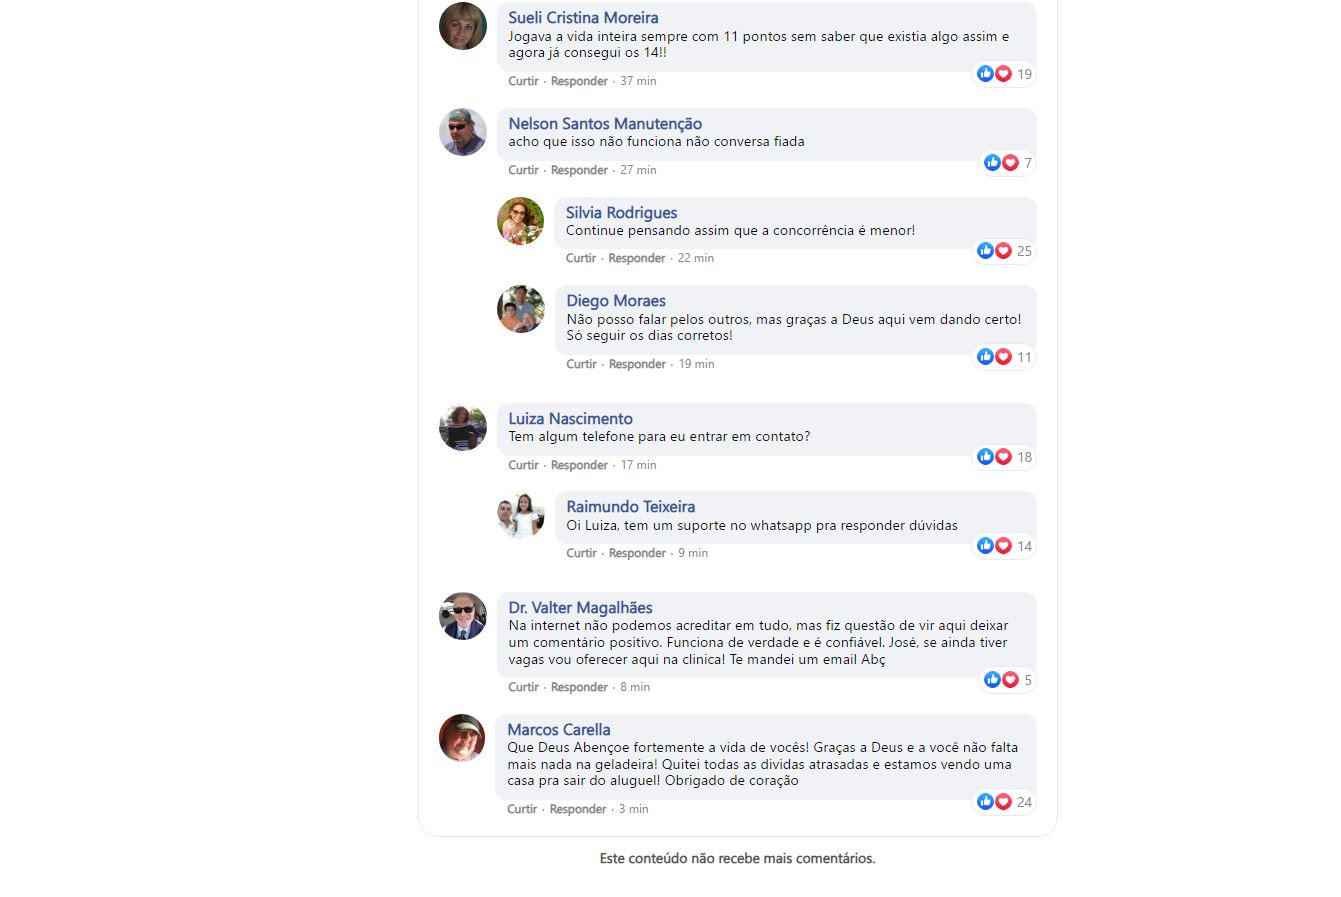 Sueli Cristina Moreira
Jogava a vida inteira sempre com 11 pontos sem saber que existia algo assim e
agora já consegui os 14!!
19
Curtir · Responder · 37 min
Nelson Santos Manutenção
acho que isso não funciona não conversa fiada
7
Curtir · Responder · 27 min
Silvia Rodrigues
Continue pensando assim que a concorrência é menor!
25
Curtir · Responder · 22 min
Diego Moraes
Não posso falar pelos outros, mas graças a Deus aqui vem dando certo!
Só seguir os dias corretos!
11
Curtir · Responder · 19 min
Luiza Nascimento
Tem algum telefone para eu entrar em contato?
18
Curtir · Responder · 17 min
Raimundo Teixeira
Oi Luiza, tem um suporte no whatsapp pra responder dúvidas
14
Curtir · Responder · 9 min
Dr. Valter Magalhães
Na internet não podemos acreditar em tudo, mas fiz questão de vir aqui deixar
um comentário positivo. Funciona de verdade e é confiável. José, se ainda tiver
vagas vou oferecer aqui na clinica! Te mandei um email Abç
5
Curtir · Responder · 8 min
Marcos Carella
Que Deus Abençoe fortemente a vida de vocês! Graças a Deus e a você não falta
mais nada na geladeira! Quitei todas as dividas atrasadas e estamos vendo uma
casa pra sair do aluguel! Obrigado de coração
24
Curtir · Responder · 3 min
Este conteúdo não recebe mais comentários.